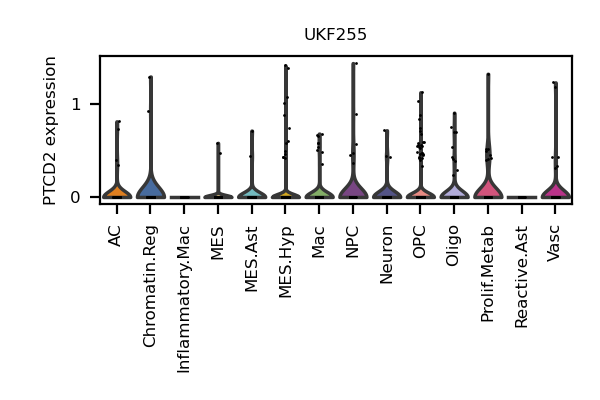 UKF255
PTCD2 expression
1
0
AC
Chromatin.Reg
Inflammatory.Mac
MES
MES.Ast
MES.Hyp
Mac
NPC
Neuron
OPC
Oligo
Prolif.Metab
Reactive.Ast
Vasc